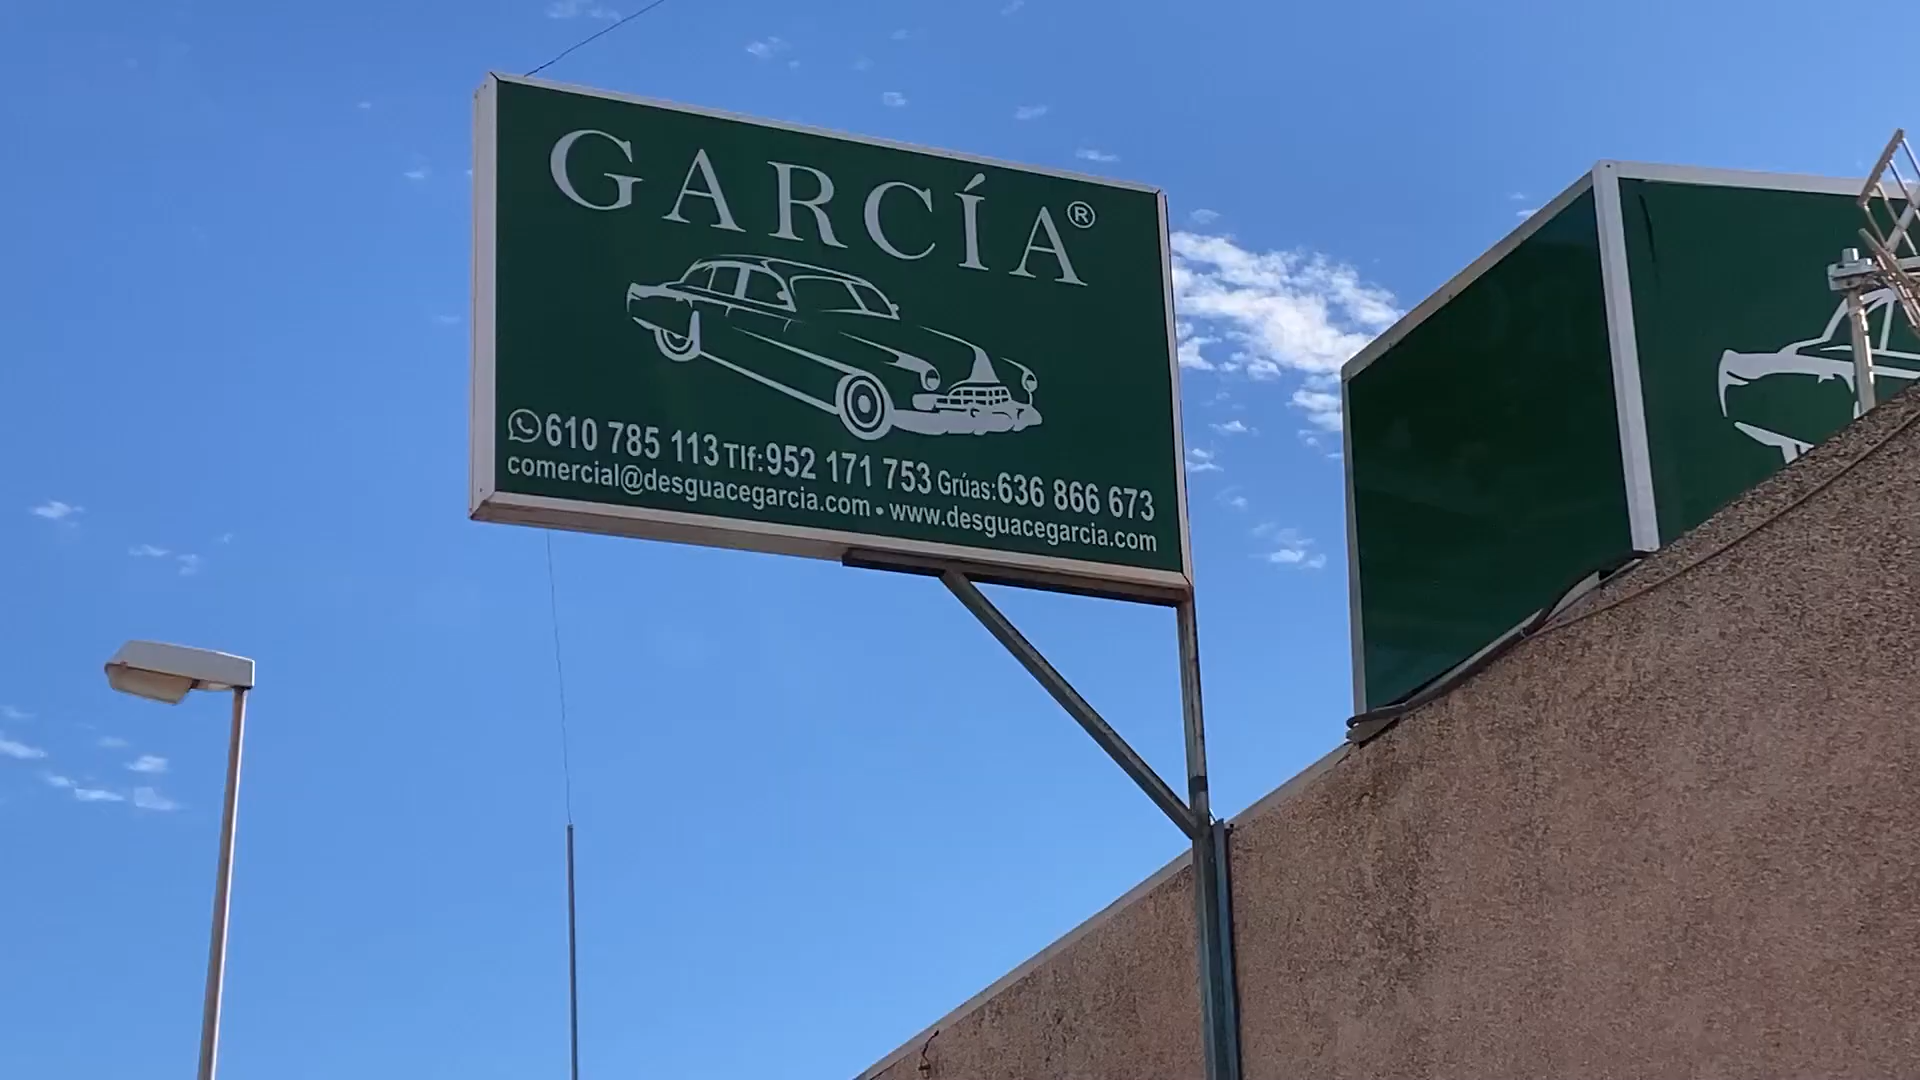 GARCÍA®
610 785 113 Tlf:952 171 753 Grúas:636 866 673
comercial@desguacegarcia.com • www.desguacegarcia.com